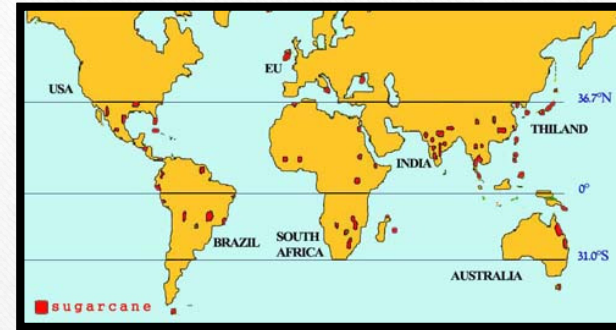 USA
EU
36.7°N
THILAND
INDIA
0°
BRAZIL
SOUTH
AFRICA
31.0°S
AUSTRALIA
sugarcane